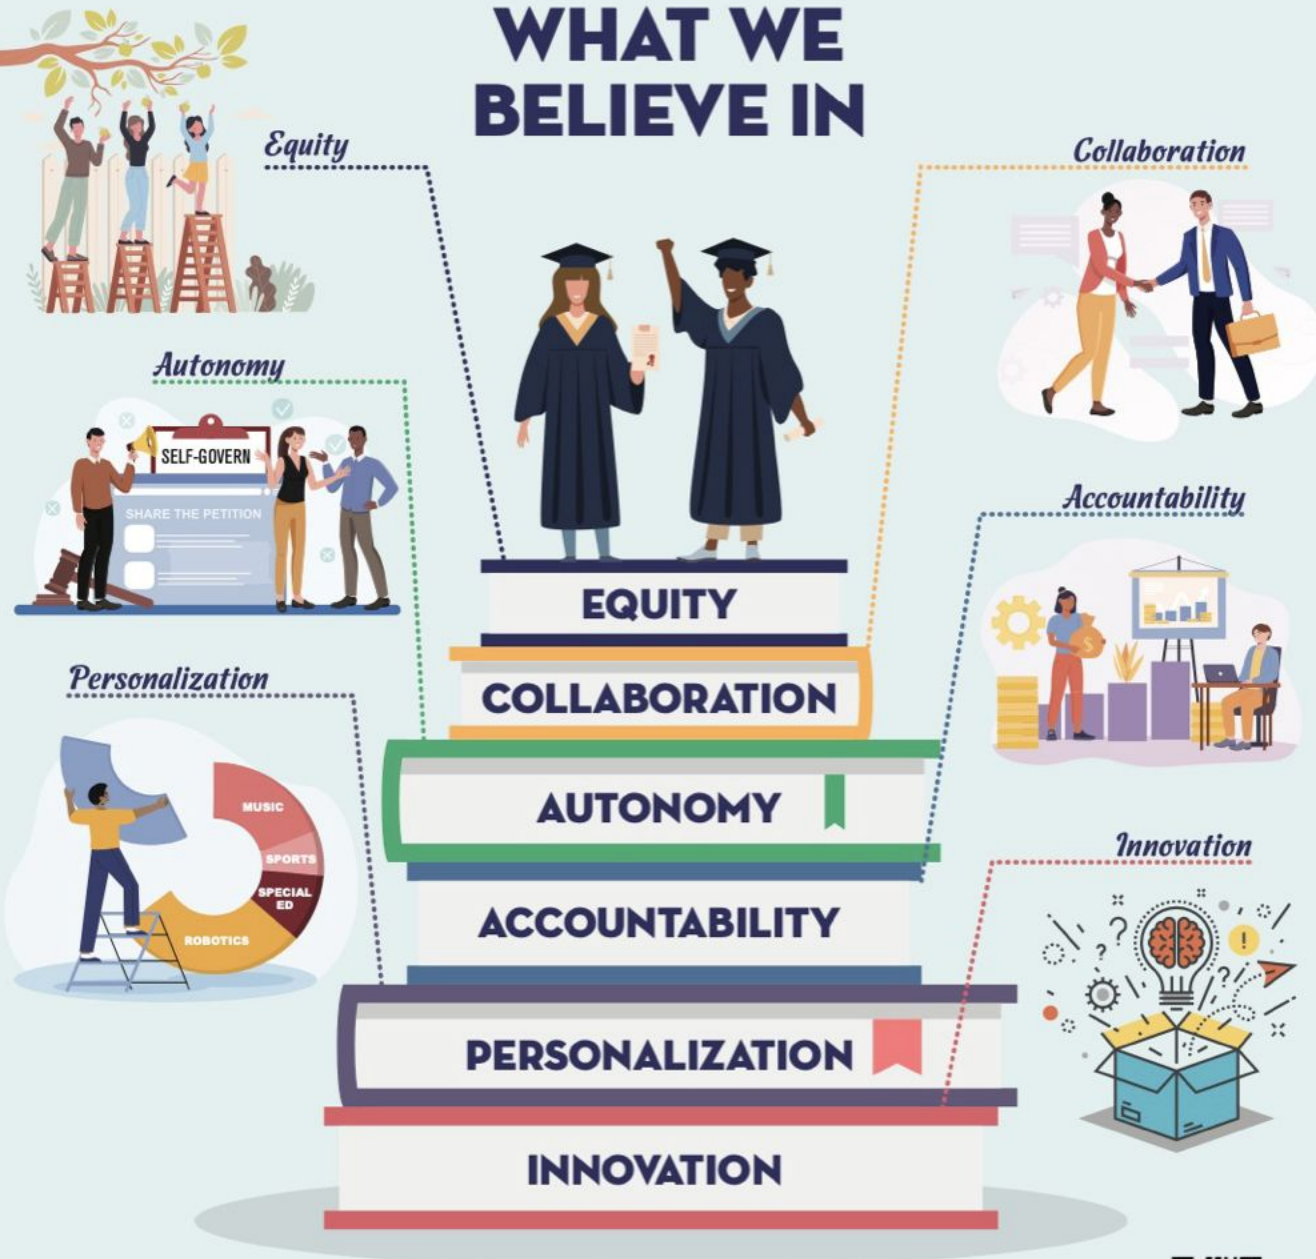 WHAT WE
BELIEVE IN
Equity
Collaboration
Autonomy
SELF-GOVERN
SHARE THE PETITION
Accountability
Personalization
MUSIC
SPORTS
SPECIAL
ED
ROBOTICS
Innovation
EQUITY
COLLABORATION
AUTONOMY
ACCOUNTABILITY
PERSONALIZATION
INNOVATION